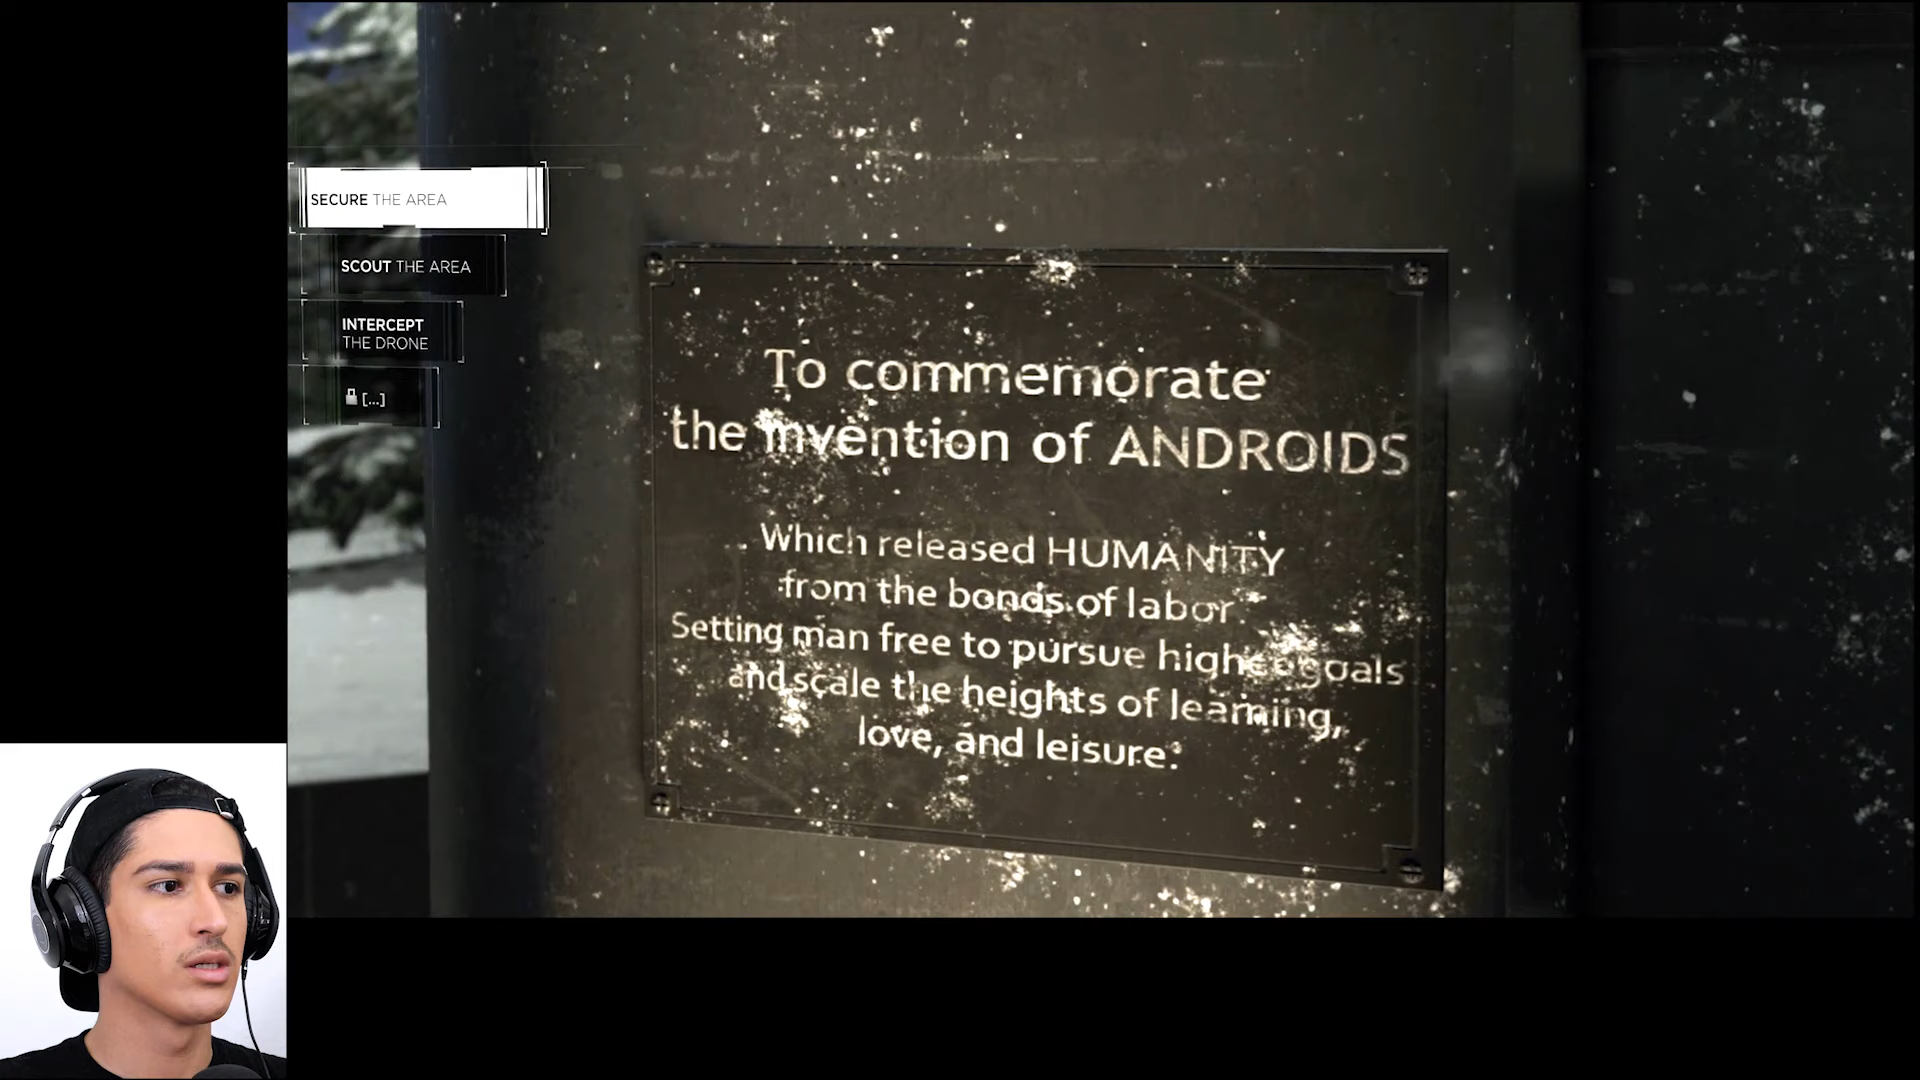 SECURE THE AREA
SCOUT THE AREA
INTERCEPT
THE DRONE
[...]
To commemorate
the invention of ANDROIDS
Which released HUMANITY
from the bonds of labor.
Setting man free to pursue higher goals
and scale the heights of learning,
love, and leisure.